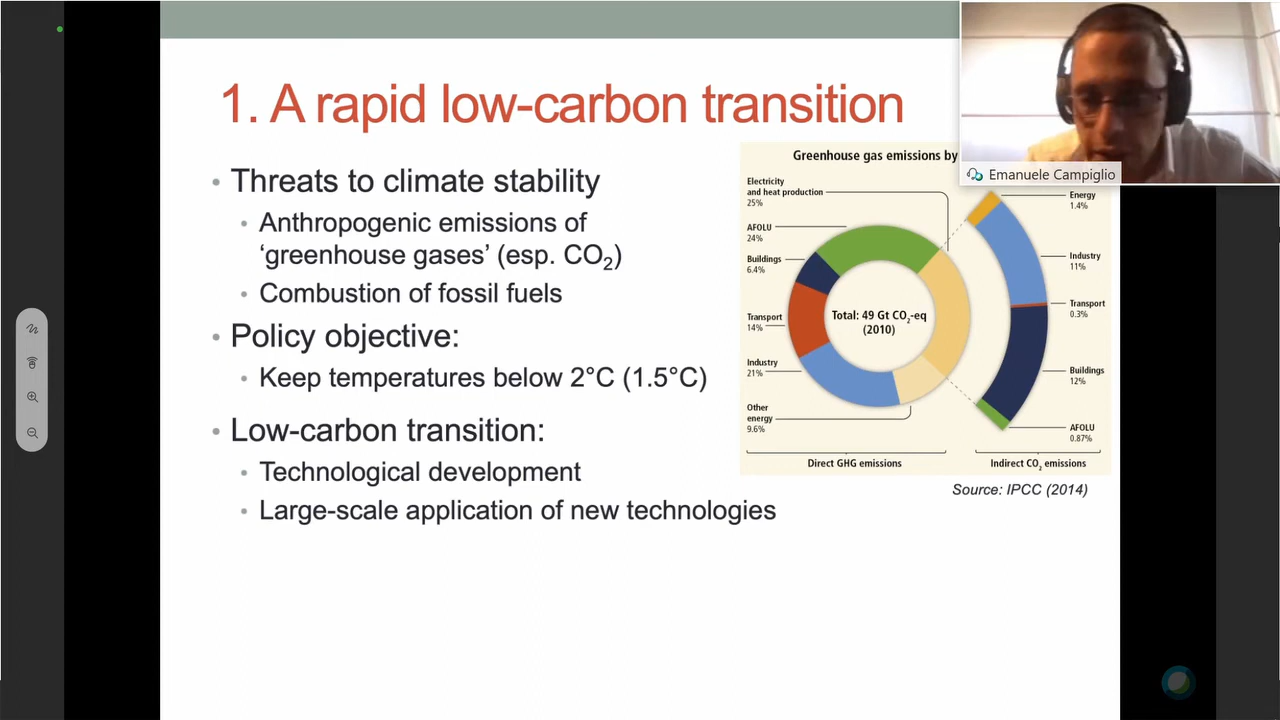 1. A rapid low-carbon transition
• Threats to climate stability
• Anthropogenic emissions of
‘greenhouse gases’ (esp. CO₂)
• Combustion of fossil fuels
• Policy objective:
• Keep temperatures below 2°C (1.5°C)
• Low-carbon transition:
• Technological development
• Large-scale application of new technologies
Greenhouse gas emissions by
Electricity
and heat production
25%
AFOLU
24%
Buildings
6.4%
Transport
14%
Industry
21%
Other
energy
9.6%
Total: 49 Gt CO₂-eq
(2010)
Energy
1.4%
Industry
11%
Transport
0.3%
Buildings
12%
AFOLU
0.87%
Direct GHG emissions
Indirect CO₂ emissions
Source: IPCC (2014)
Emanuele Campiglio